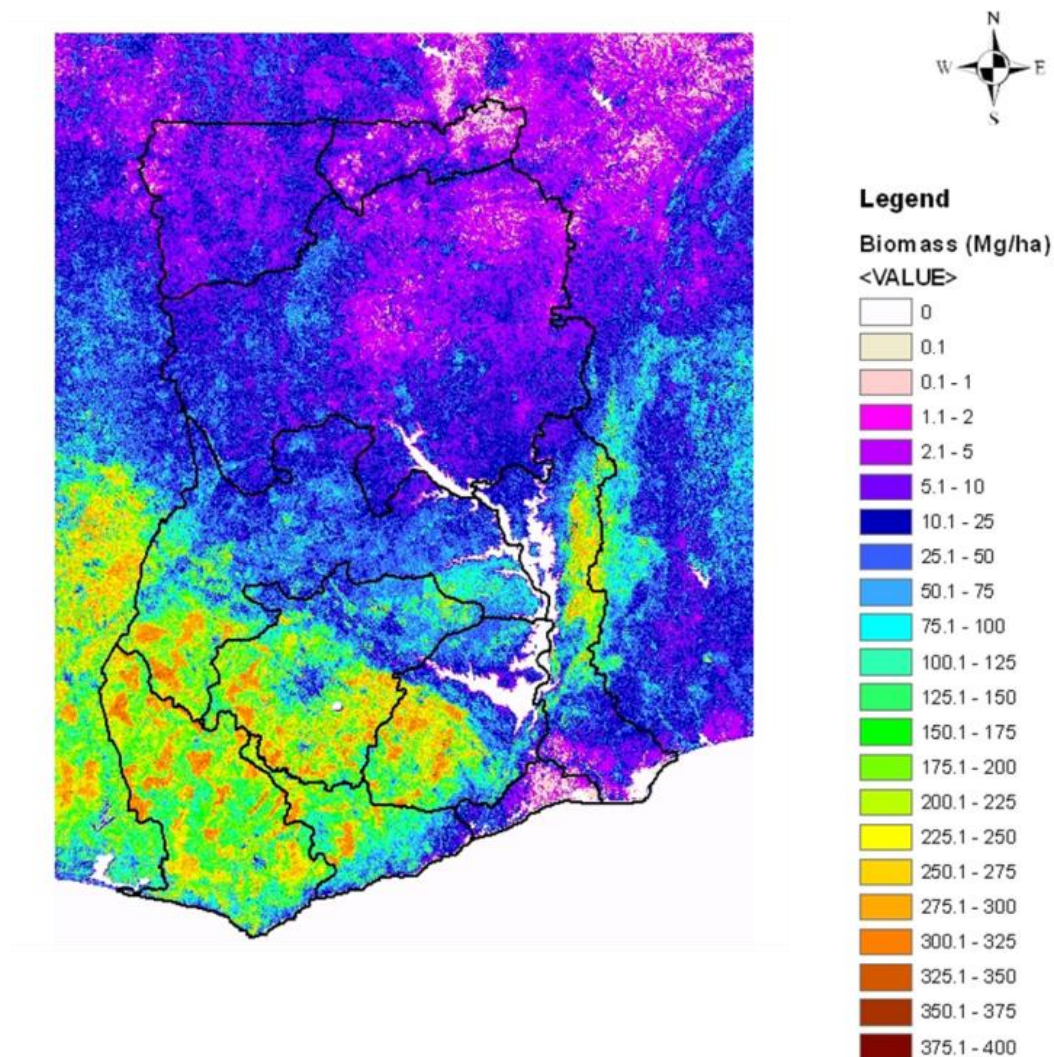 N
W E
S
Legend
Biomass (Mg/ha)
<VALUE>
0
0.1
0.1 - 1
1.1 - 2
2.1 - 5
5.1 - 10
10.1 - 25
25.1 - 50
50.1 - 75
75.1 - 100
100.1 - 125
125.1 - 150
150.1 - 175
175.1 - 200
200.1 - 225
225.1 - 250
250.1 - 275
275.1 - 300
300.1 - 325
325.1 - 350
350.1 - 375
375.1 - 400